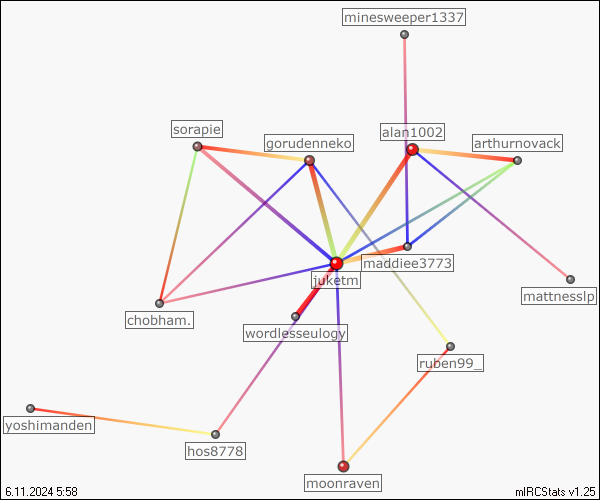 minesweeper1337
sorapie
alan1002
gorudenneko
arthurnovack
maddiee3773
juketm
mattnesslp
chobham.
wordlesseulogy
ruben99_
yoshimanden
hos8778
moonraven
6.11.2024 5:58
mIRCStats v1.25